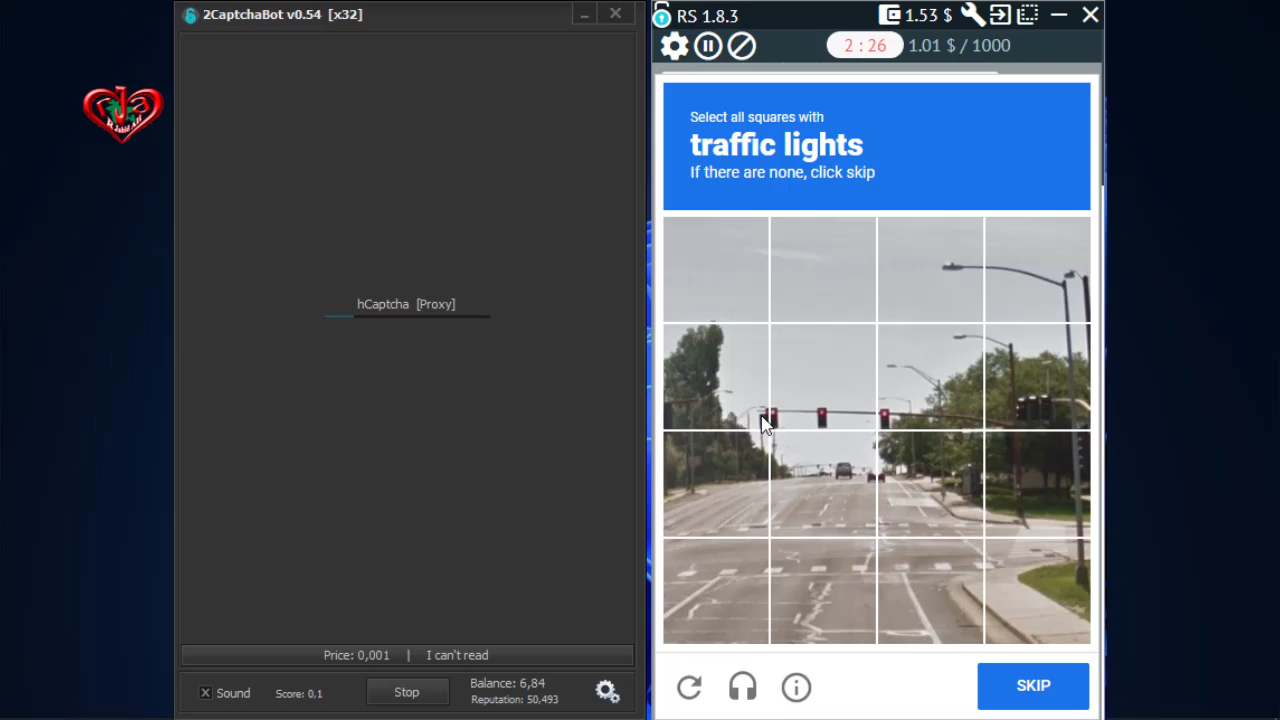 2CaptchaBot v0.54 [x32]
hCaptcha [Proxy]
Price: 0,001 | I can't read
Sound
Score: 0,1
Stop
Balance: 6,84
Reputation: 50,493
RS 1.8.3
1.53 $
2 : 26
1.01 $ / 1000
Select all squares with
traffic lights
If there are none, click skip
SKIP